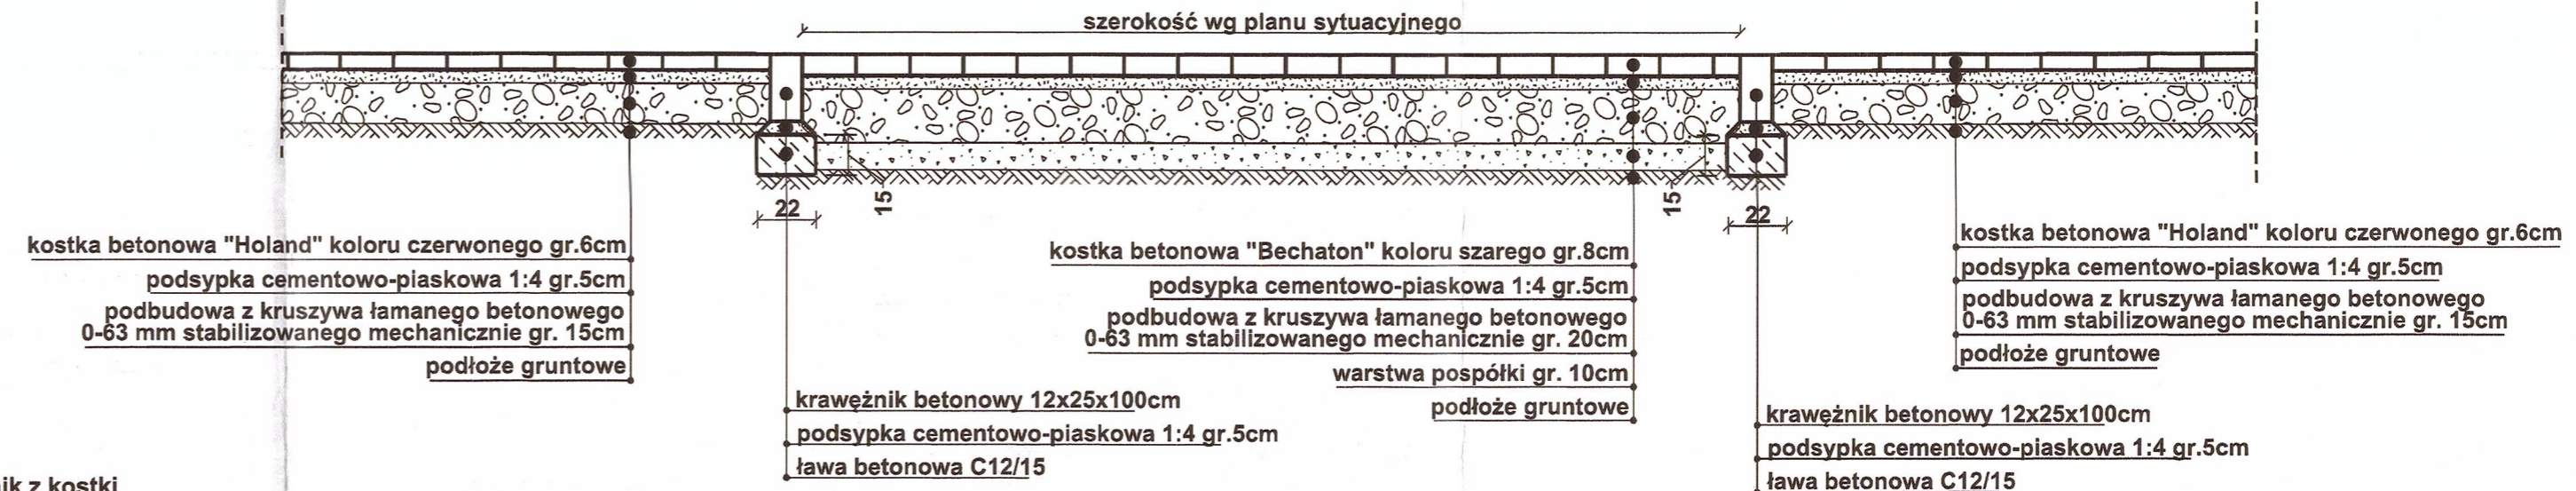 szerokość wg planu sytuacyjnego
22
15
15
22
kostka betonowa "Holand" koloru czerwonego gr.6cm
podsypka cementowo-piaskowa 1:4 gr.5cm
podbudowa z kruszywa łamanego betonowego
0-63 mm stabilizowanego mechanicznie gr. 15cm
podłoże gruntowe
krawężnik betonowy 12x25x100cm
podsypka cementowo-piaskowa 1:4 gr.5cm
ława betonowa C12/15
kostka betonowa "Bechaton" koloru szarego gr.8cm
podsypka cementowo-piaskowa 1:4 gr.5cm
podbudowa z kruszywa łamanego betonowego
0-63 mm stabilizowanego mechanicznie gr. 20cm
warstwa pospółki gr. 10cm
podłoże gruntowe
kostka betonowa "Holand" koloru czerwonego gr.6cm
podsypka cementowo-piaskowa 1:4 gr.5cm
podbudowa z kruszywa łamanego betonowego
0-63 mm stabilizowanego mechanicznie gr. 15cm
podłoże gruntowe
krawężnik betonowy 12x25x100cm
podsypka cementowo-piaskowa 1:4 gr.5cm
ława betonowa C12/15
z kostki